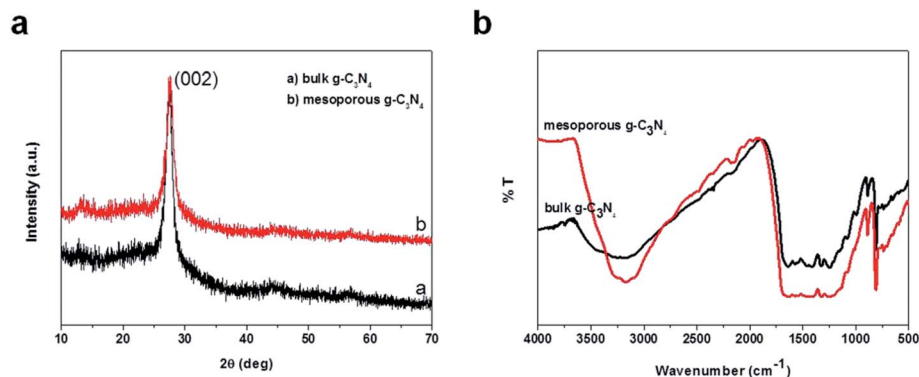 a
(002)
a) bulk g-C₃N₄
b) mesoporous g-C₃N₄
b
a
Intensity (a.u.)
10 20 30 40 50 60 70
2θ (deg)
b
mesoporous g-C₃N₄
bulk g-C₃N₄
% T
4000 3500 3000 2500 2000 1500 1000 500
Wavenumber (cm⁻¹)